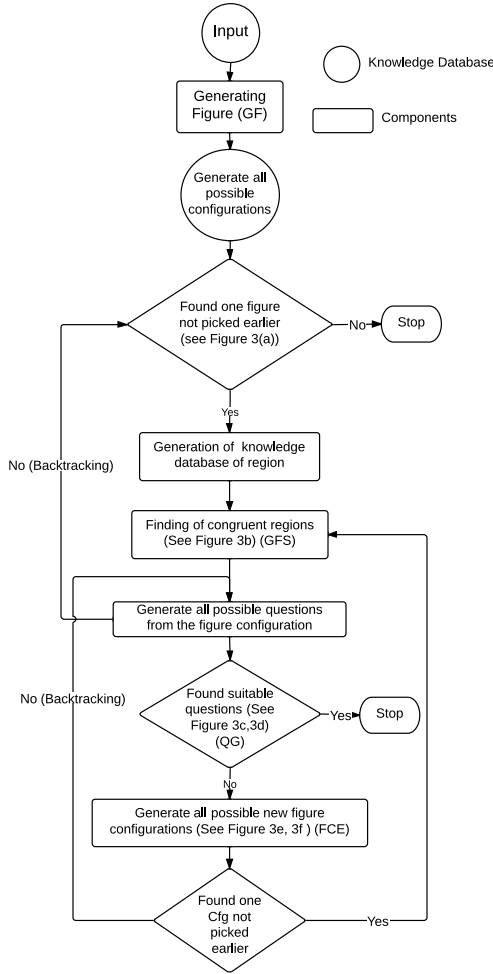 Input
Knowledge Database
Generating
Figure (GF)
Components
Generate all
possible
configurations
Found one figure
not picked earlier
(see Figure 3(a))
No
Stop
Yes
Generation of knowledge
database of region
No (Backtracking)
Finding of congruent regions
(See Figure 3b) (GFS)
Generate all possible questions
from the figure configuration
No (Backtracking)
Found suitable
questions (See
Figure 3c,3d)
(QG)
Yes
Stop
No
Generate all possible new figure
configurations (See Figure 3e, 3f ) (FCE)
Found one
Cfg not
picked
earlier
Yes